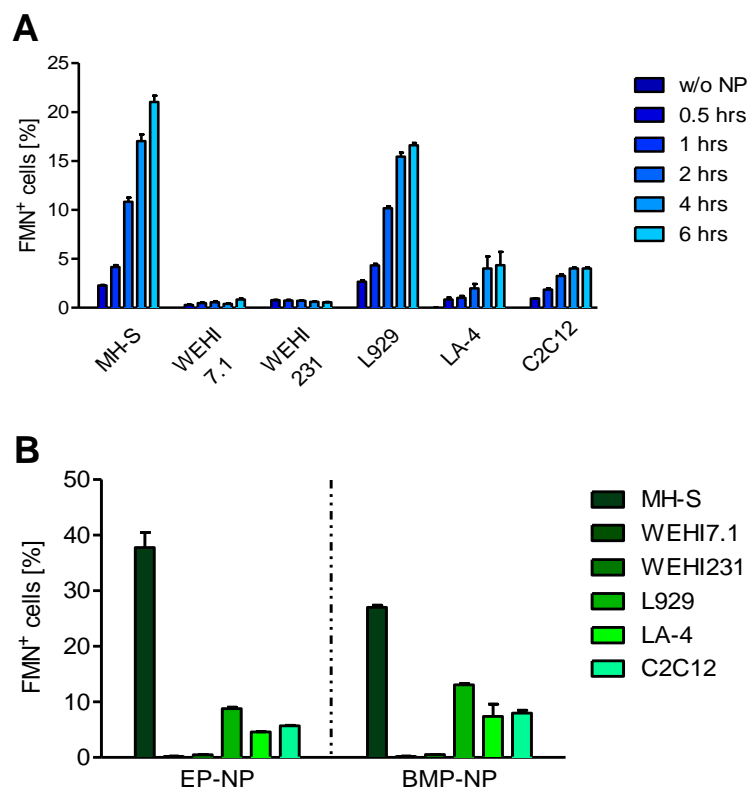 A
FMN⁺ cells [%]
25
20
15
10
5
0
MH-S
WEHI
7.1
WEHI
231
L929
LA-4
C2C12
w/o NP
0.5 hrs
1 hrs
2 hrs
4 hrs
6 hrs
B
FMN⁺ cells [%]
50
40
30
20
10
0
EP-NP
BMP-NP
MH-S
WEHI7.1
WEHI231
L929
LA-4
C2C12